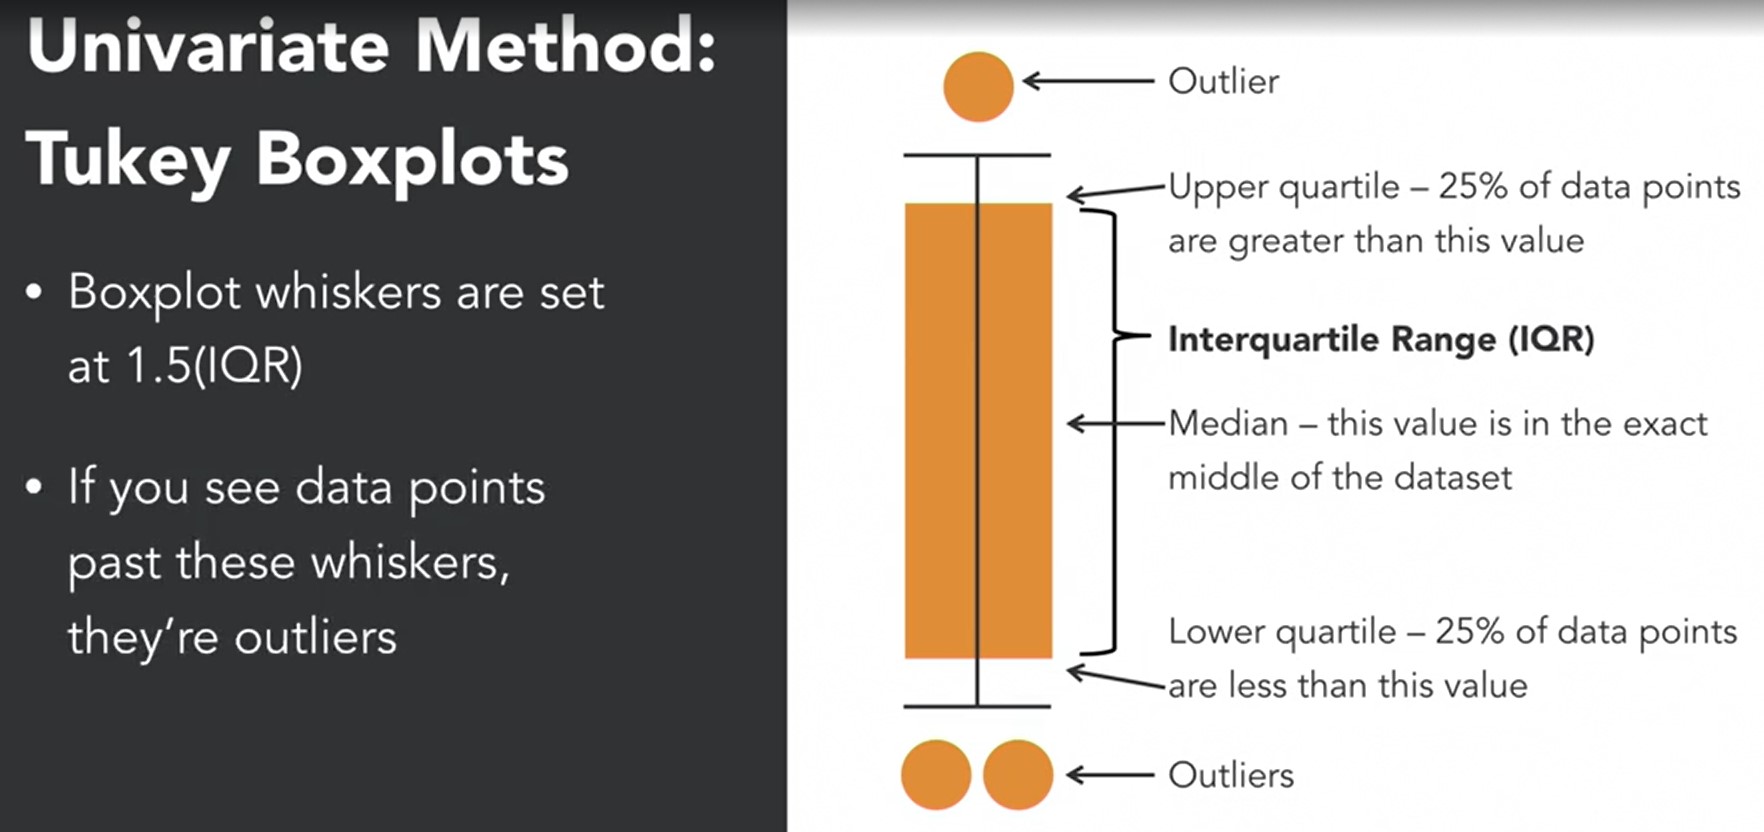 Univariate Method:
Tukey Boxplots
• Boxplot whiskers are set
at 1.5(IQR)
• If you see data points
past these whiskers,
they’re outliers
Outlier
Upper quartile – 25% of data points
are greater than this value
Interquartile Range (IQR)
Median – this value is in the exact
middle of the dataset
Lower quartile – 25% of data points
are less than this value
Outliers